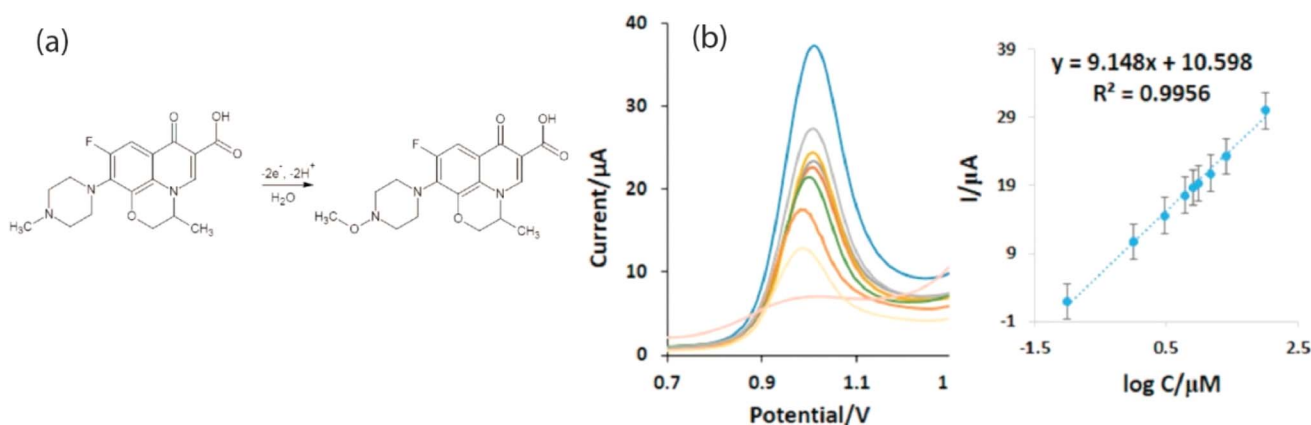 (a)
O
OH
F
O
N
N
H₃C
N
O
CH₃
-2e⁻, -2H⁺
H₂O
O
OH
F
O
N
N
H₃C
N
O
O
CH₃
(b)
40
30
20
10
0
0.7
0.9
1.1
1
Current/µA
Potential/V
y = 9.148x + 10.598
R² = 0.9956
39
29
19
9
-1
-1.5
0.5
2.5
I/µA
log C/µM